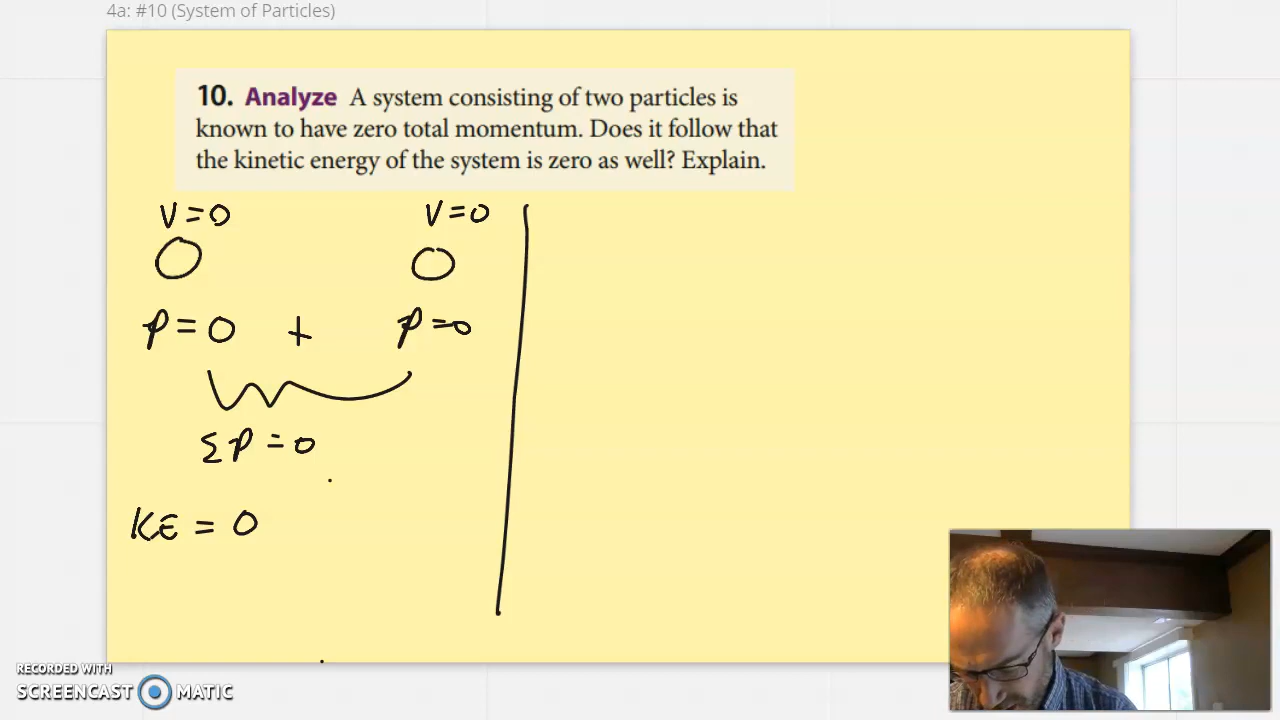 4a: #10 (System of Particles)
10. Analyze A system consisting of two particles is
known to have zero total momentum. Does it follow that
the kinetic energy of the system is zero as well? Explain.
V=0 V=0
p=0 + p=0
Σp=0
KE = 0
RECORDED WITH
SCREENCAST MATIC